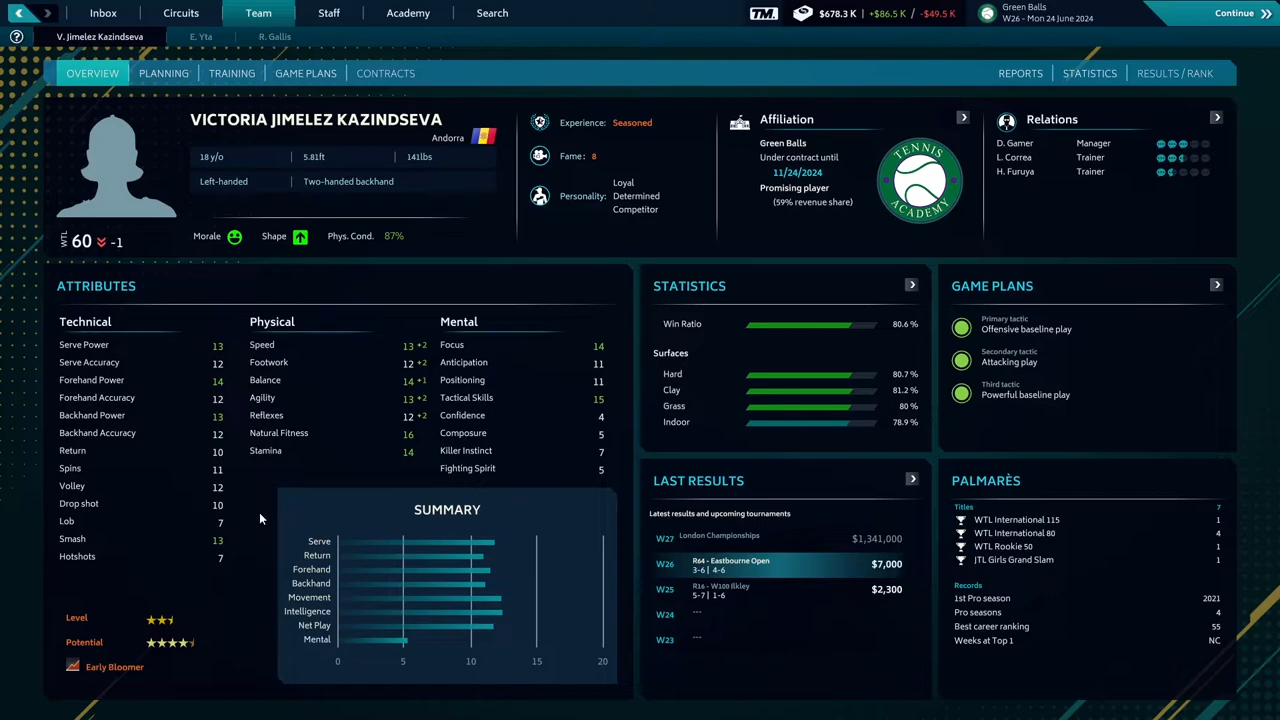 Inbox Circuits Team Staff Academy Search
TM. $678.3 K +$86.5 K -$49.5 K
Green Balls
W26 - Mon 24 June 2024
Continue
? V. Jimelez Kazindseva E. Yta R. Gallis
OVERVIEW PLANNING TRAINING GAME PLANS CONTRACTS REPORTS STATISTICS RESULTS / RANK
VICTORIA JIMELEZ KAZINDSEVA
Andorra
18 y/o 5.81ft 141lbs
Left-handed Two-handed backhand
WTL 60 -1
Morale Shape Phys. Cond. 87%
Experience: Seasoned
Fame: 8
Personality: Loyal
Determined
Competitor
Affiliation
Green Balls
Under contract until
11/24/2024
Promising player
(59% revenue share)
TENNIS
ACADEMY
Relations
D. Gamer Manager
L. Correa Trainer
H. Furuya Trainer
ATTRIBUTES
Technical
Serve Power 13
Serve Accuracy 12
Forehand Power 14
Forehand Accuracy 12
Backhand Power 13
Backhand Accuracy 12
Return 10
Spins 11
Volley 12
Drop shot 10
Lob 7
Smash 13
Hotshots 7
Physical
Speed 13 +2
Footwork 12 +2
Balance 14 +1
Agility 13 +2
Reflexes 12 +2
Natural Fitness 16
Stamina 14
Mental
Focus 14
Anticipation 11
Positioning 11
Tactical Skills 15
Confidence 4
Composure 5
Killer Instinct 7
Fighting Spirit 5
Level
Potential
Early Bloomer
SUMMARY
Serve
Return
Forehand
Backhand
Movement
Intelligence
Net Play
Mental
0 5 10 15 20
STATISTICS
Win Ratio 80.6 %
Surfaces
Hard 80.7 %
Clay 81.2 %
Grass 80 %
Indoor 78.9 %
GAME PLANS
Primary tactic
Offensive baseline play
Secondary tactic
Attacking play
Third tactic
Powerful baseline play
LAST RESULTS
Latest results and upcoming tournaments
W27 London Championships $1,341,000
W26 R64 - Eastbourne Open $7,000
3-6 | 4-6
W25 R16 - W100 Ilkley $2,300
5-7 | 1-6
W24 ---
W23 ---
PALMARÈS
Titles 7
WTL International 115 1
WTL International 80 4
WTL Rookie 50 1
JTL Girls Grand Slam 1
Records
1st Pro season 2021
Pro seasons 4
Best career ranking 55
Weeks at Top 1 NC